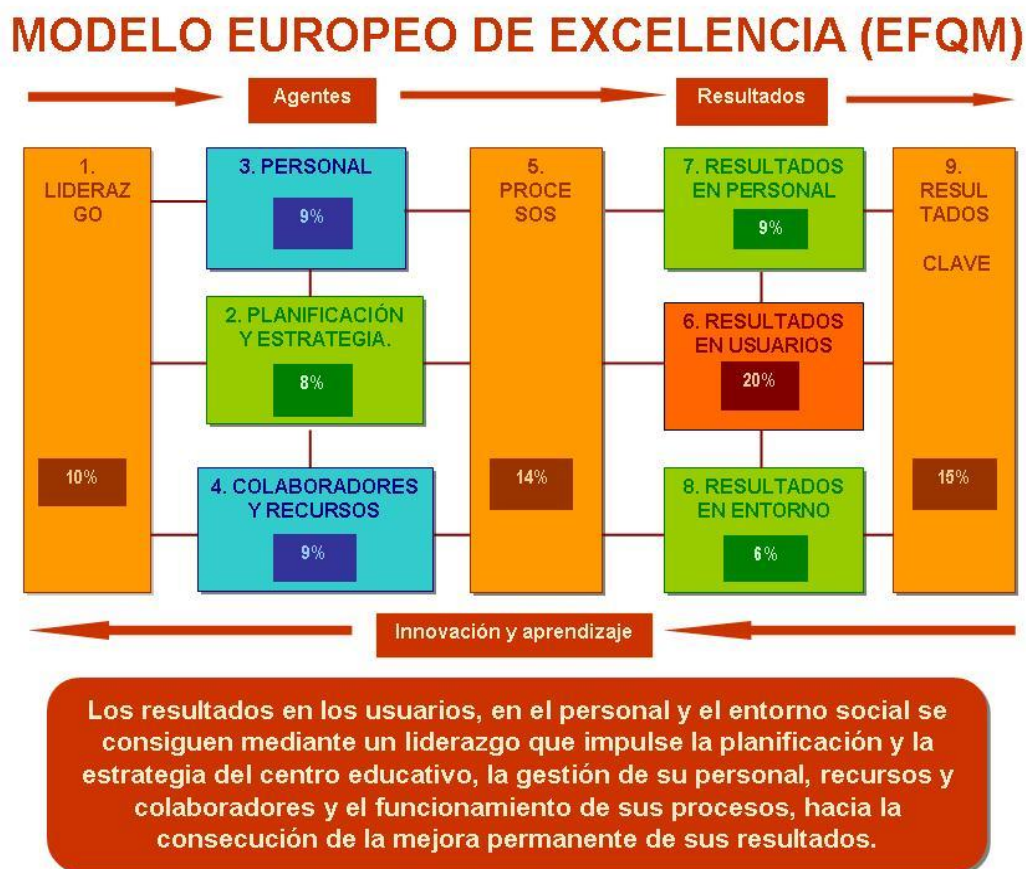 MODELO EUROPEO DE EXCELENCIA (EFQM)
Agentes
Resultados
1.
LIDERAZ
GO
10%
3. PERSONAL
9%
2. PLANIFICACIÓN
Y ESTRATEGIA.
8%
4. COLABORADORES
Y RECURSOS
9%
5.
PROCE
SOS
14%
7. RESULTADOS
EN PERSONAL
9%
6. RESULTADOS
EN USUARIOS
20%
8. RESULTADOS
EN ENTORNO
6%
9.
RESUL
TADOS
CLAVE
15%
Innovación y aprendizaje
Los resultados en los usuarios, en el personal y el entorno social se
consiguen mediante un liderazgo que impulse la planificación y la
estrategia del centro educativo, la gestión de su personal, recursos y
colaboradores y el funcionamiento de sus procesos, hacia la
consecución de la mejora permanente de sus resultados.